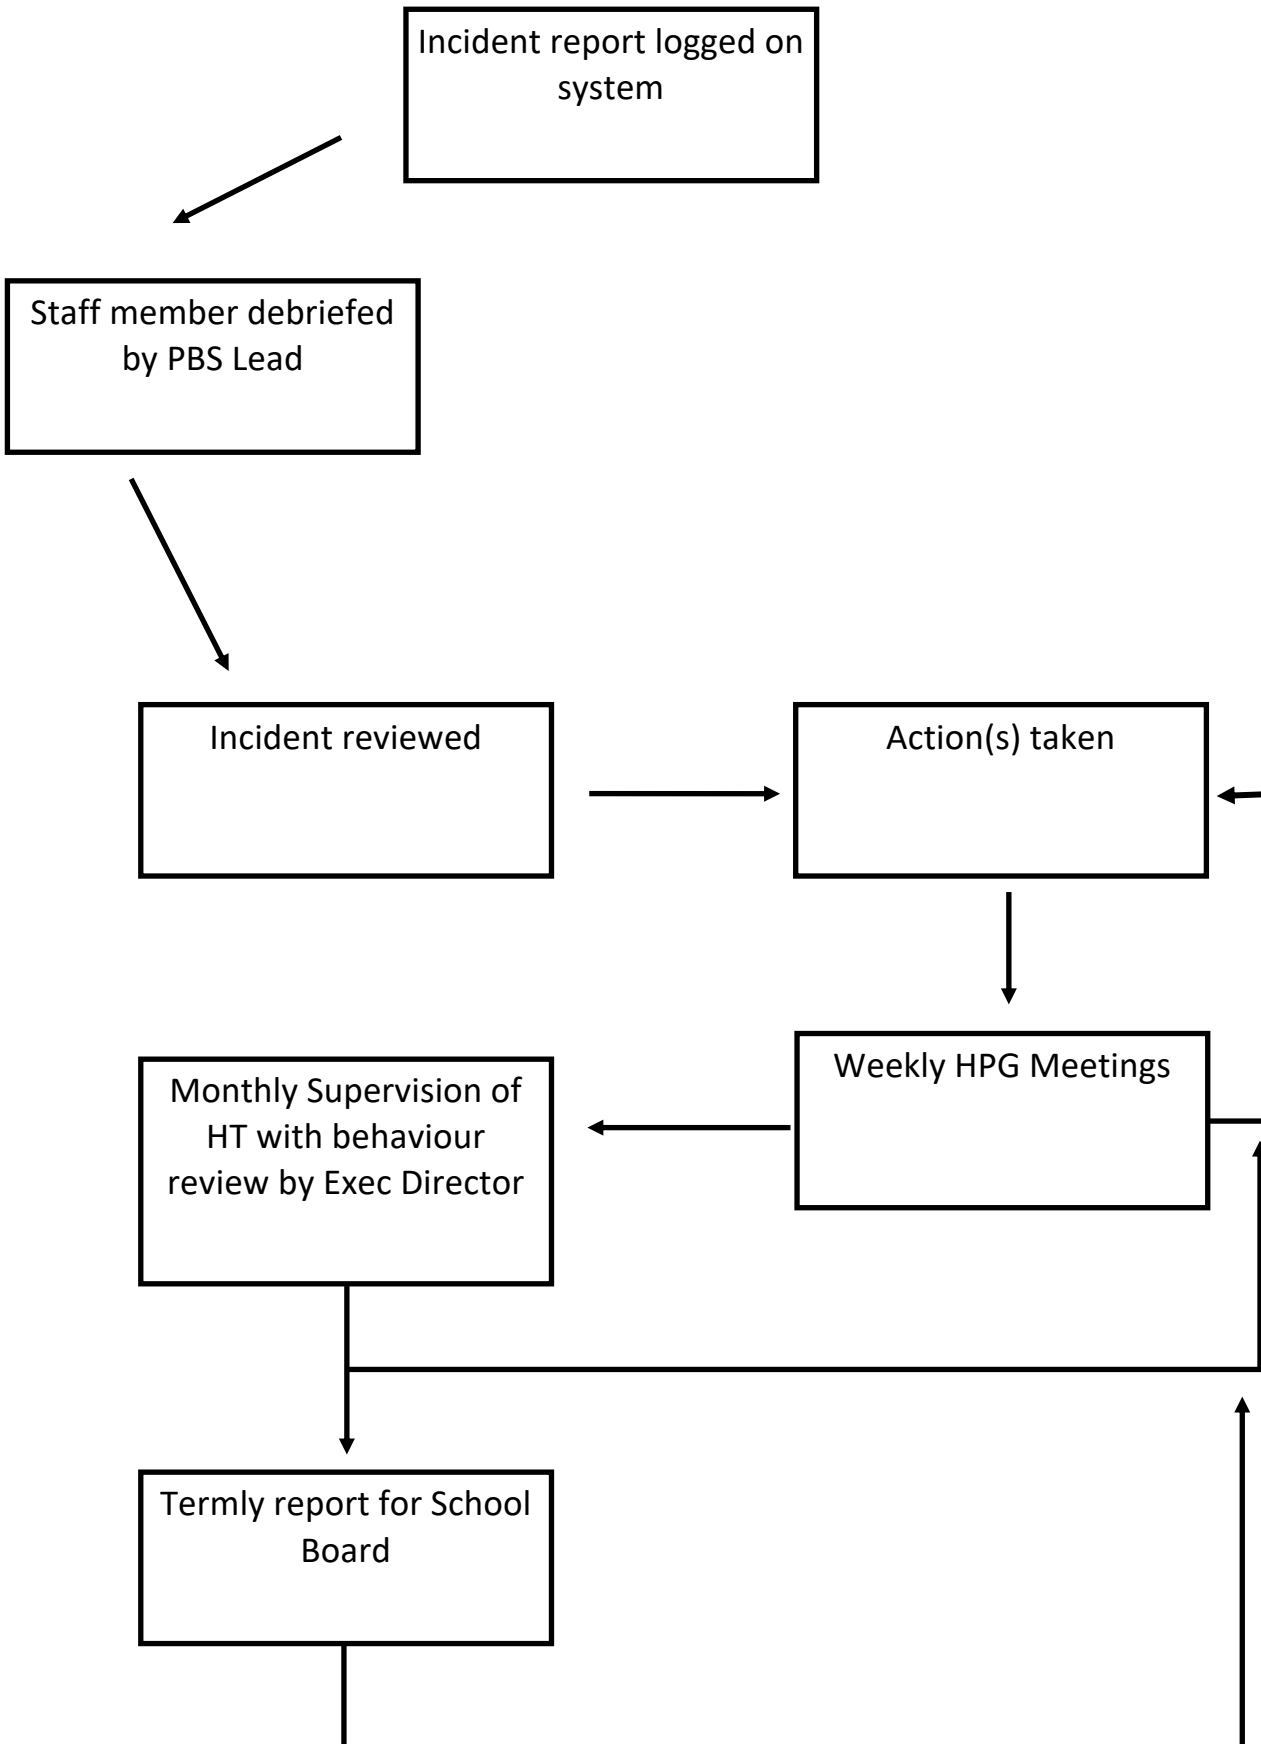 Incident report logged on
system
Staff member debriefed
by PBS Lead
Incident reviewed
Action(s) taken
Monthly Supervision of
HT with behaviour
review by Exec Director
Weekly HPG Meetings
Termly report for School
Board